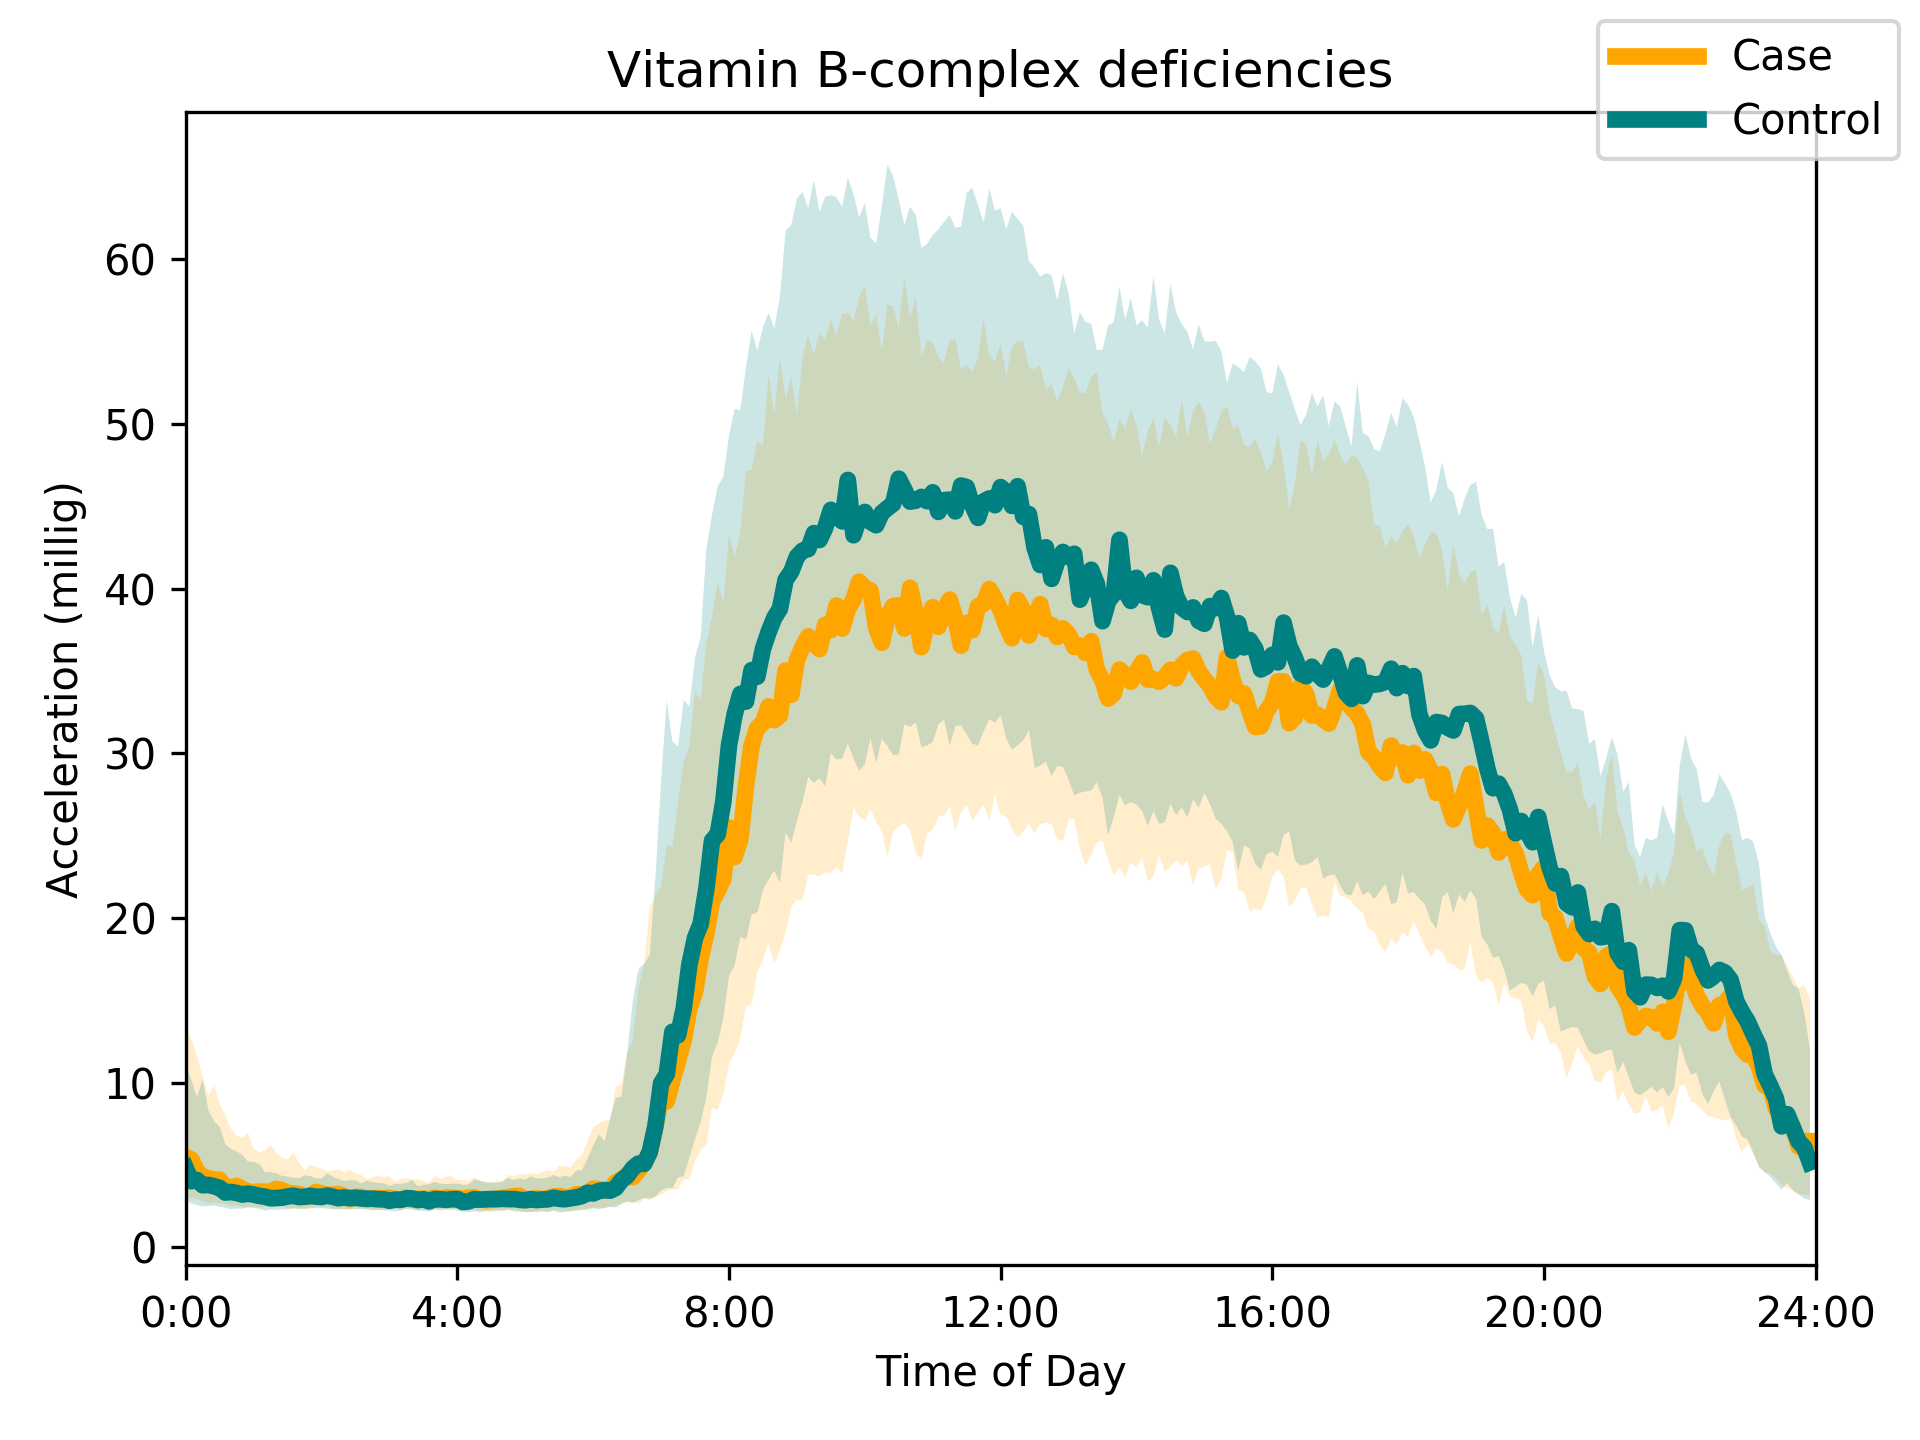 Vitamin B-complex deficiencies
Case
Control
Acceleration (millig)
60
50
40
30
20
10
0
0:00 4:00 8:00 12:00 16:00 20:00 24:00
Time of Day